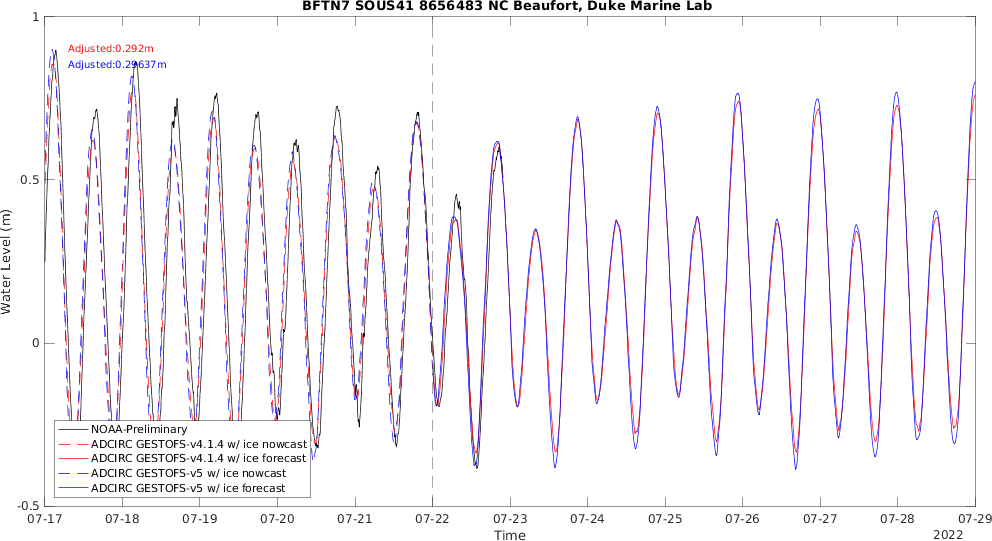 BFTN7 SOUS41 8656483 NC Beaufort, Duke Marine Lab
Adjusted:0.292m
Adjusted:0.29637m
Water Level (m)
1
0.5
0
-0.5
NOAA-Preliminary
ADCIRC GESTOFS-v4.1.4 w/ ice nowcast
ADCIRC GESTOFS-v4.1.4 w/ ice forecast
ADCIRC GESTOFS-v5 w/ ice nowcast
ADCIRC GESTOFS-v5 w/ ice forecast
07-17 07-18 07-19 07-20 07-21 07-22 07-23 07-24 07-25 07-26 07-27 07-28 07-29
Time
2022